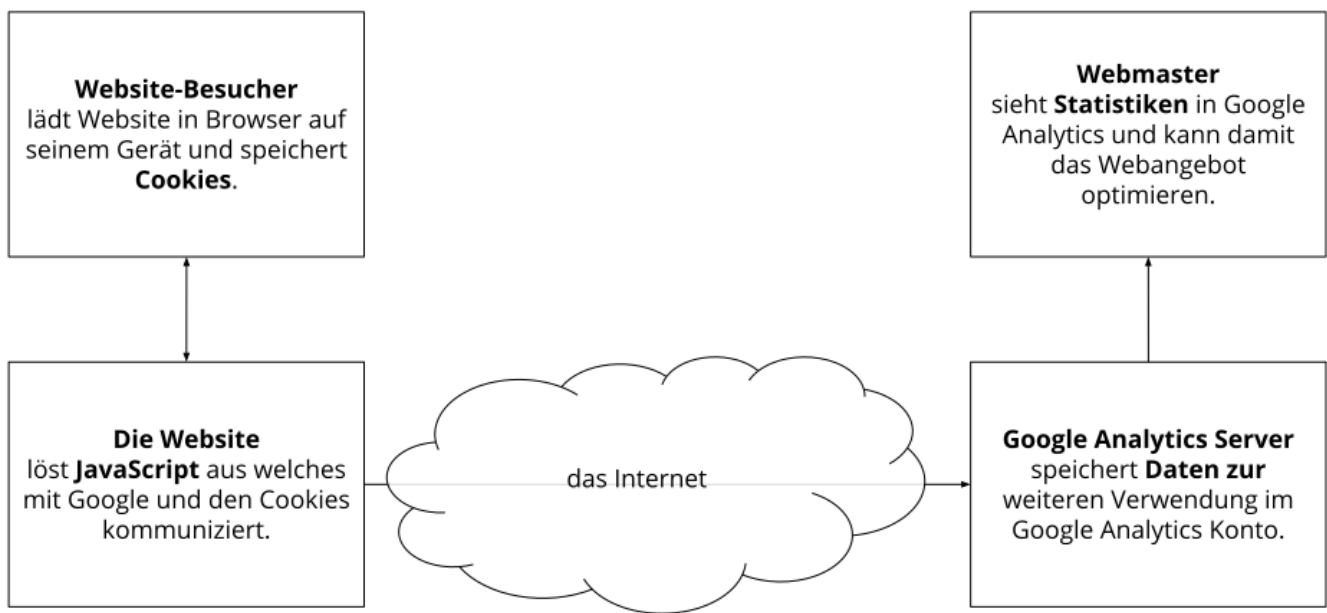 Website-Besucher
lädt Website in Browser auf
seinem Gerät und speichert
Cookies.
Webmaster
sieht Statistiken in Google
Analytics und kann damit
das Webangebot
optimieren.
Die Website
löst JavaScript aus welches
mit Google und den Cookies
kommuniziert.
das Internet
Google Analytics Server
speichert Daten zur
weiteren Verwendung im
Google Analytics Konto.